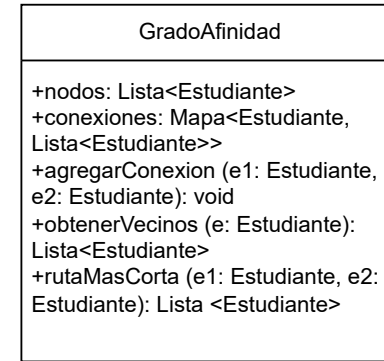 GradoAfinidad
+nodos: Lista<Estudiante>
+conexiones: Mapa<Estudiante,
Lista<Estudiante>>
+agregarConexion (e1: Estudiante,
e2: Estudiante): void
+obtenerVecinos (e: Estudiante):
Lista<Estudiante>
+rutaMasCorta (e1: Estudiante, e2:
Estudiante): Lista <Estudiante>